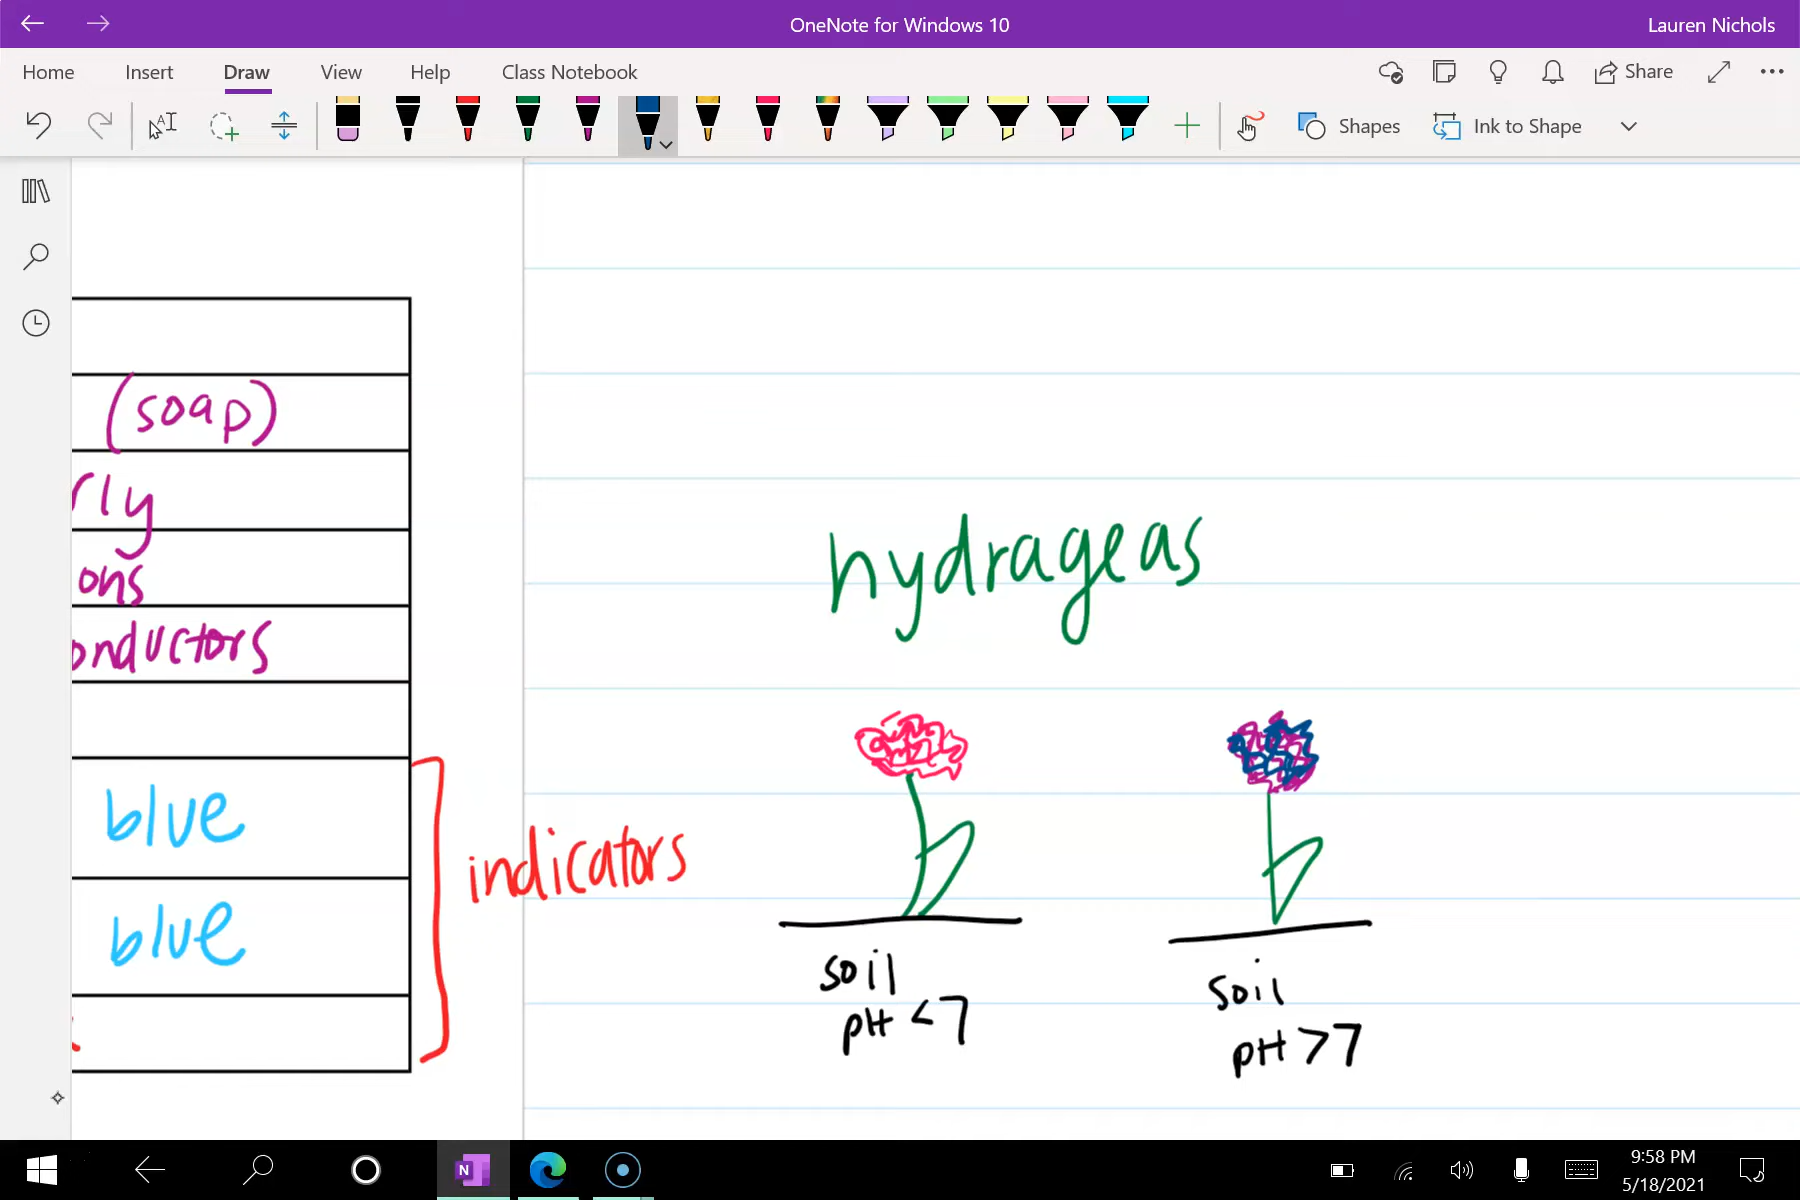 OneNote for Windows 10
Lauren Nichols
Home Insert Draw View Help Class Notebook
Share
Shapes Ink to Shape
(soap)
rly
ons
onductors
blue
blue
indicators
hydrageas
soil
pH <7
soil
pH >7
9:58 PM
5/18/2021